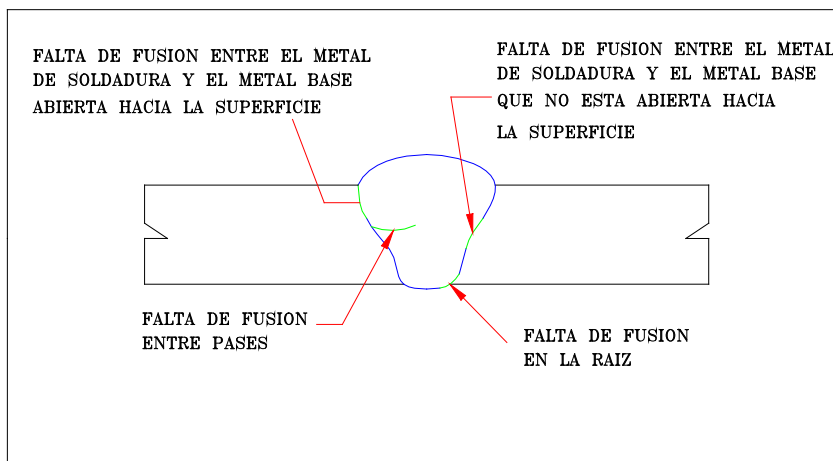 FALTA DE FUSION ENTRE EL METAL
DE SOLDADURA Y EL METAL BASE
ABIERTA HACIA LA SUPERFICIE
FALTA DE FUSION ENTRE EL METAL
DE SOLDADURA Y EL METAL BASE
QUE NO ESTA ABIERTA HACIA
LA SUPERFICIE
FALTA DE FUSION
ENTRE PASES
FALTA DE FUSION
EN LA RAIZ